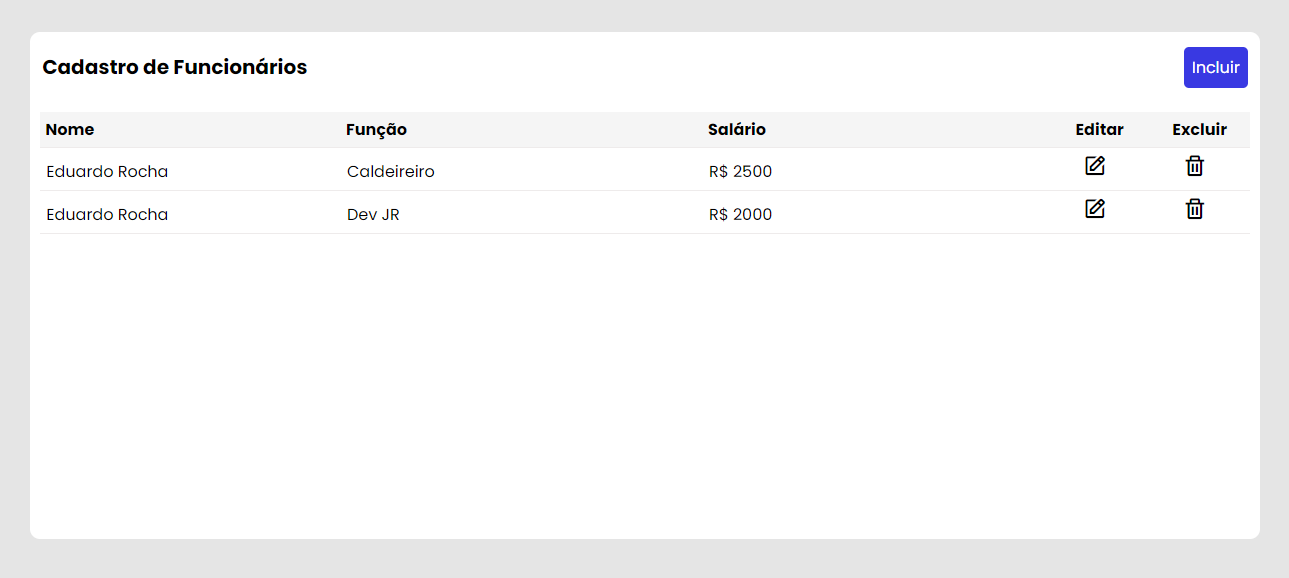 Cadastro de Funcionários Incluir
Nome Função Salário Editar Excluir
Eduardo Rocha Caldeireiro R$ 2500
Eduardo Rocha Dev JR R$ 2000